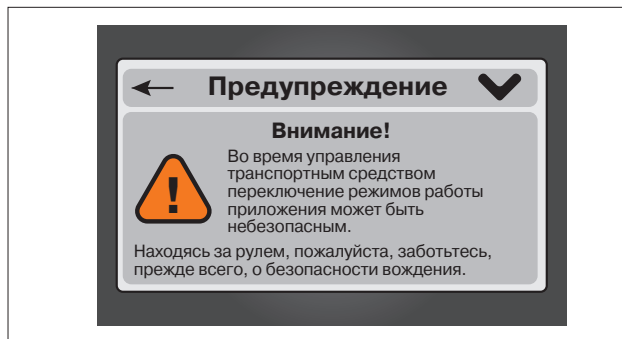 Предупреждение
Внимание!
Во время управления
транспортным средством
переключение режимов работы
приложения может быть
небезопасным.
Находясь за рулем, пожалуйста, заботьтесь,
прежде всего, о безопасности вождения.